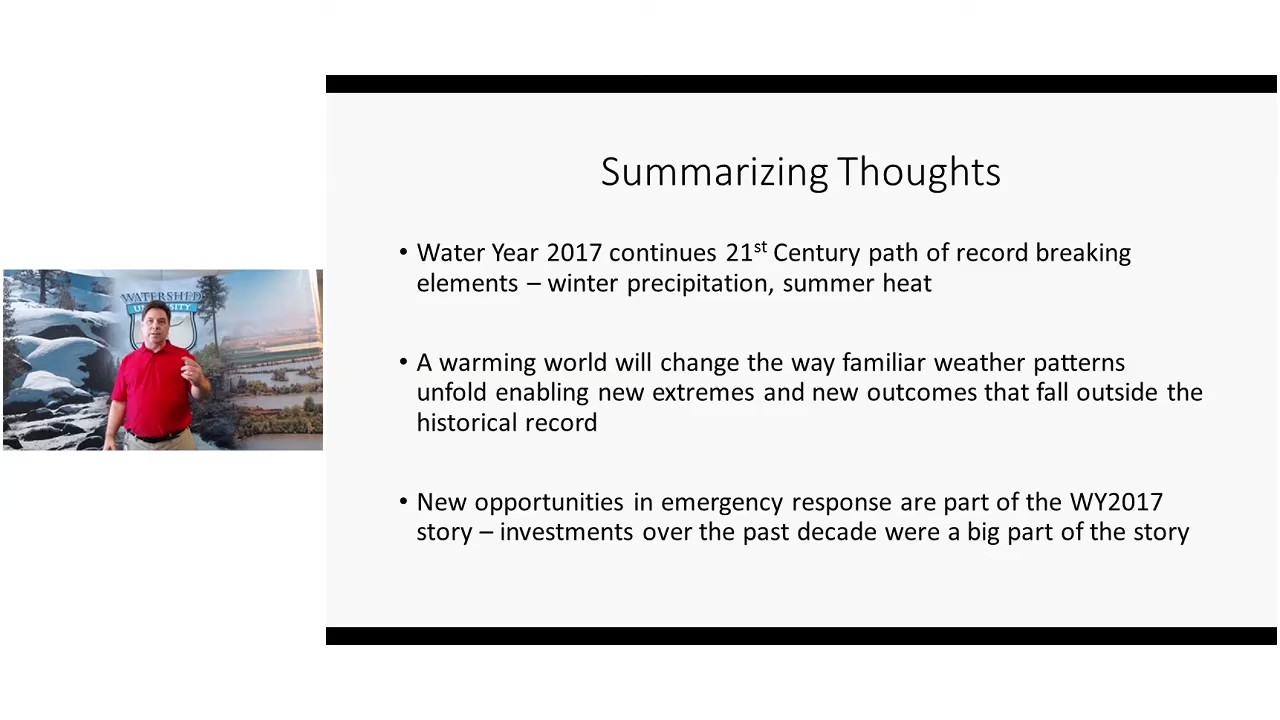 Summarizing Thoughts
• Water Year 2017 continues 21st Century path of record breaking
elements – winter precipitation, summer heat
• A warming world will change the way familiar weather patterns
unfold enabling new extremes and new outcomes that fall outside the
historical record
• New opportunities in emergency response are part of the WY2017
story – investments over the past decade were a big part of the story
WATERSHED